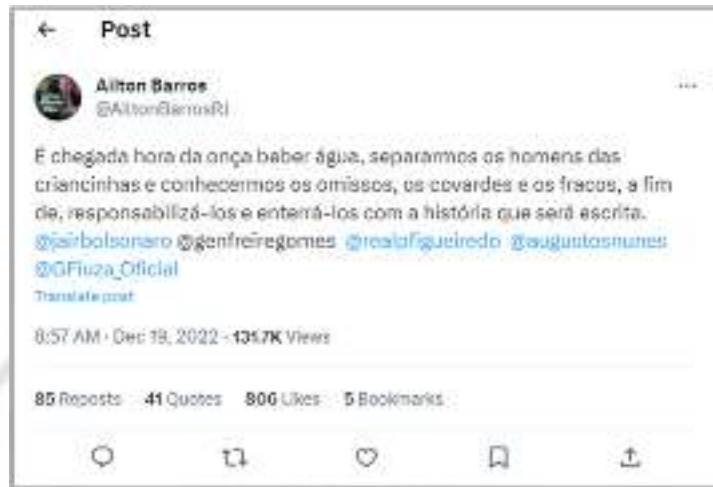 Post
Ailton Barros
@AiltonBarrosRJ
É chegada hora da onça beber água, separarmos os homens das
criancinhas e conhecermos os omissos, os covardes e os fracos, a fim
de, responsabilizá-los e enterrá-los com a história que será escrita.
@jairbolsonaro @genfreiregomes @realpfigueiredo @augustosnunes
@GFiuza_Oficial
Translate post
8:57 AM · Dec 19, 2022 · 131.7K Views
85 Reposts 41 Quotes 806 Likes 5 Bookmarks